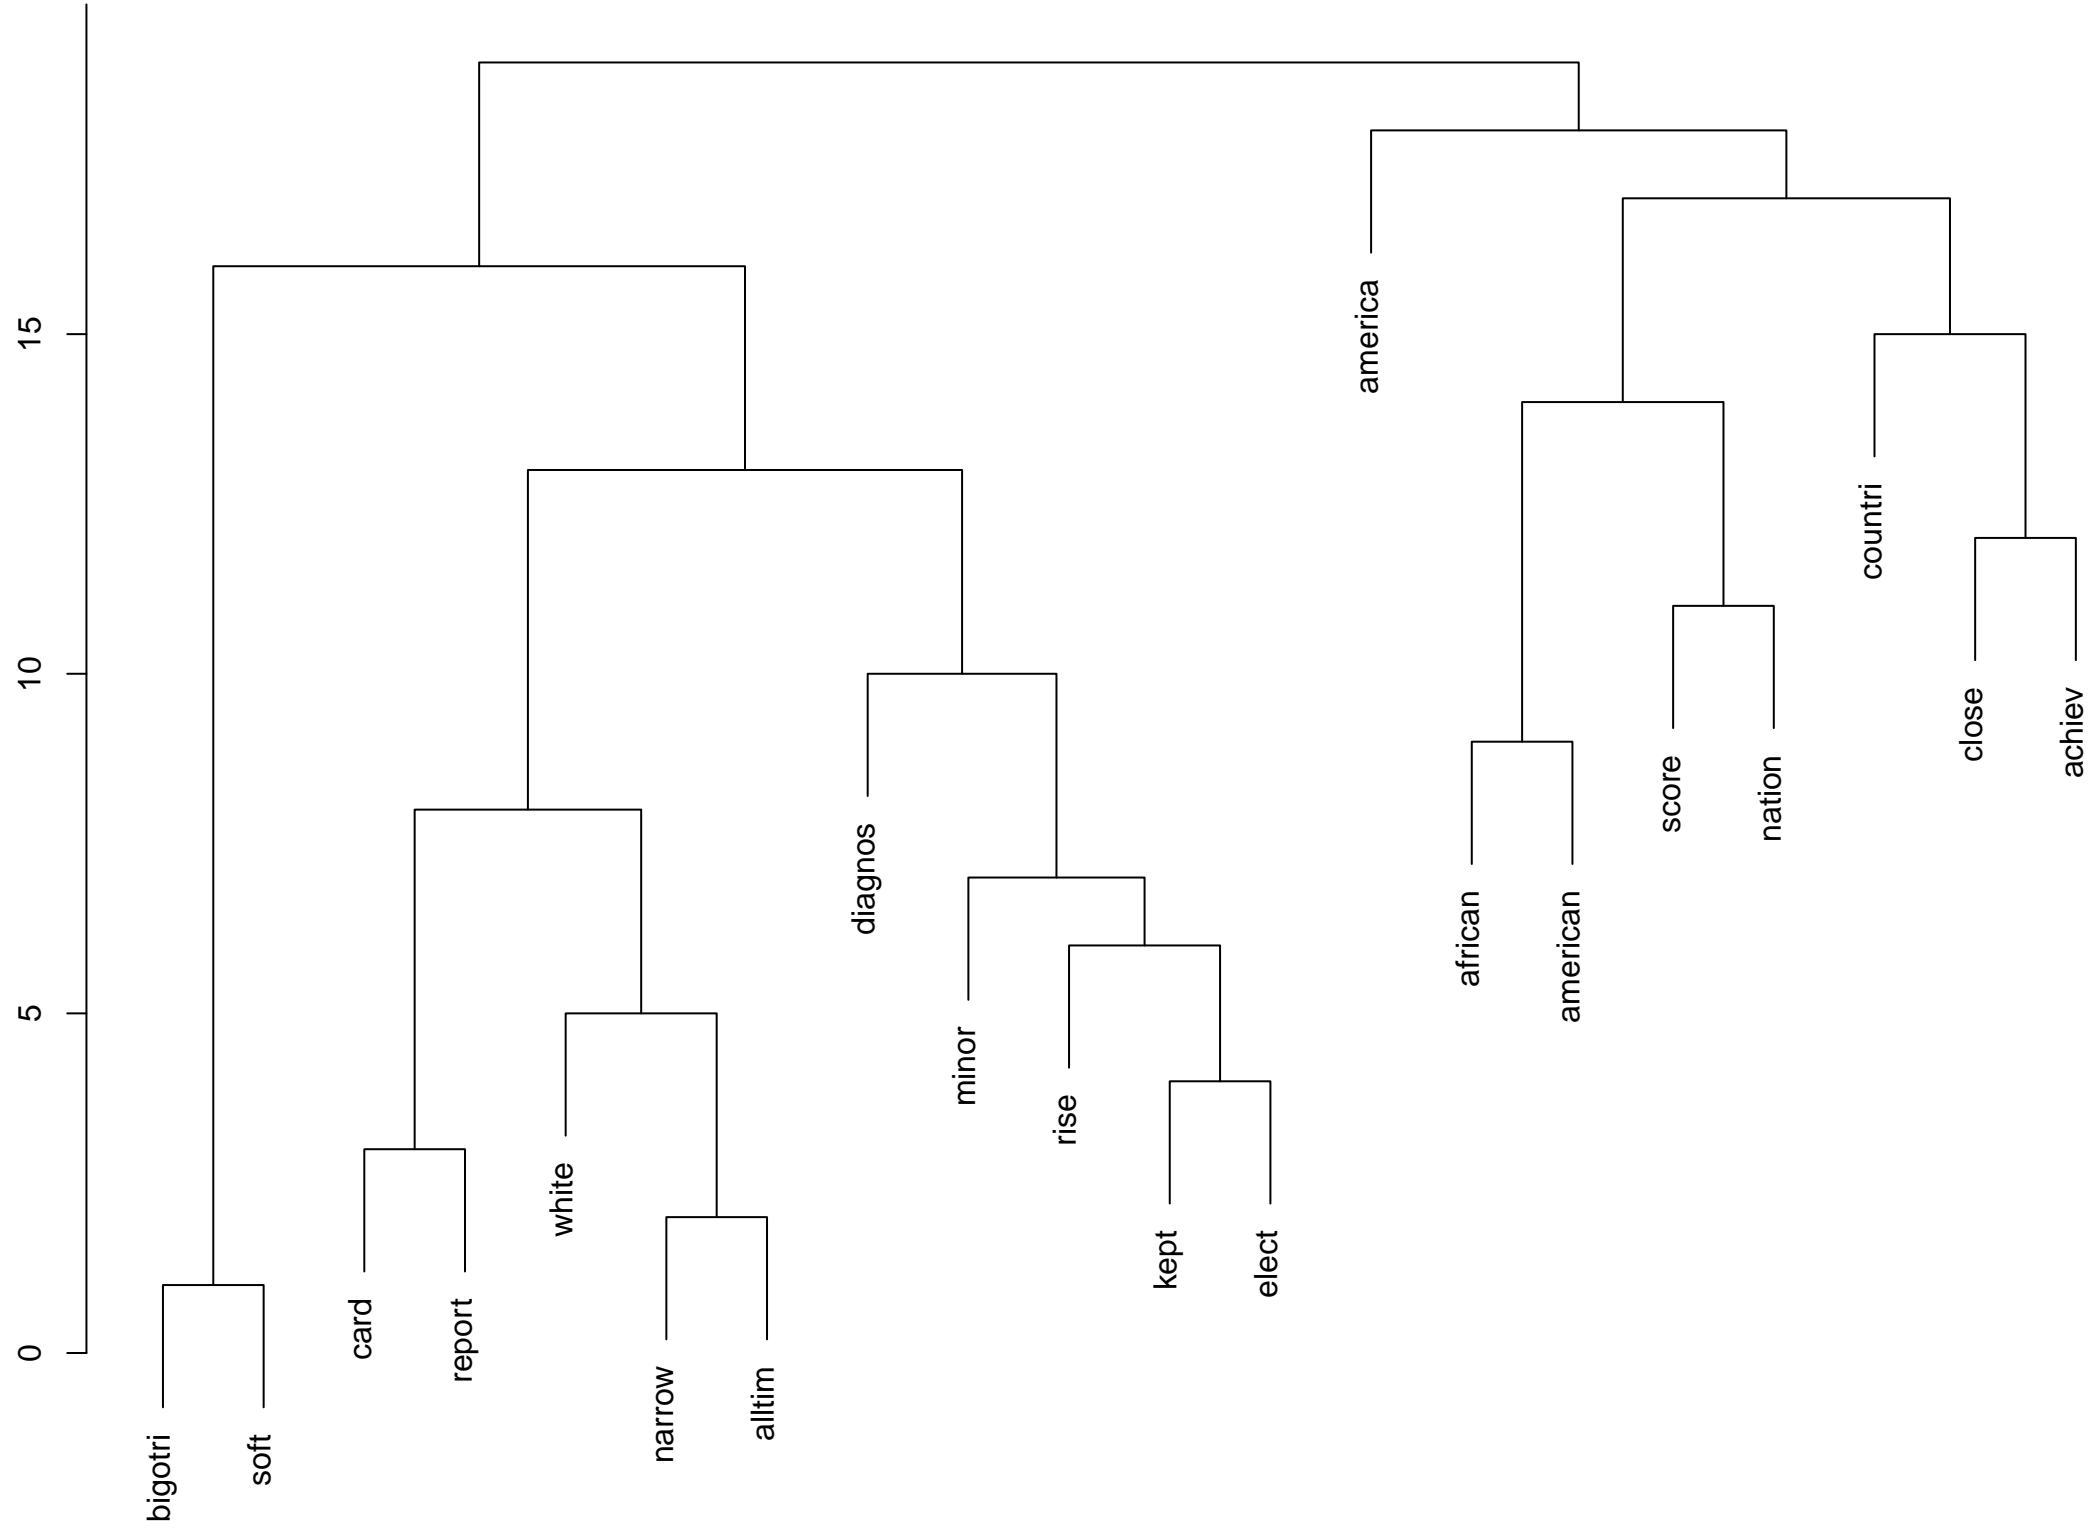 15
10
5
0
bigotri
soft
card
report
white
narrow
alltim
diagnos
minor
rise
kept
elect
america
african
american
score
nation
countri
close
achiev